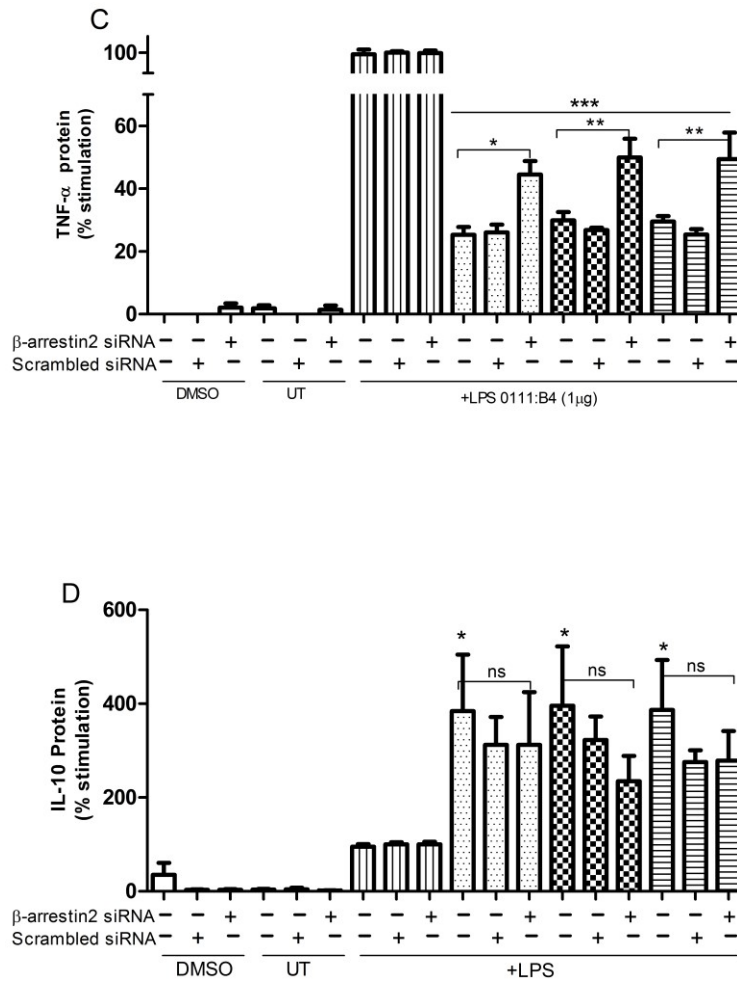 C
TNF-α protein
(% stimulation)
100
60
40
20
0
***
* ** **
β-arrestin2 siRNA − − + − − + − − + − − + − − + − − +
Scrambled siRNA − + − − + − − + − − + − − + − − + −
DMSO UT +LPS 0111:B4 (1μg)
D
IL-10 Protein
(% stimulation)
600
400
200
0
* * *
ns ns ns
β-arrestin2 siRNA − − + − − + − − + − − + − − + − − +
Scrambled siRNA − + − − + − − + − − + − − + − − + −
DMSO UT +LPS